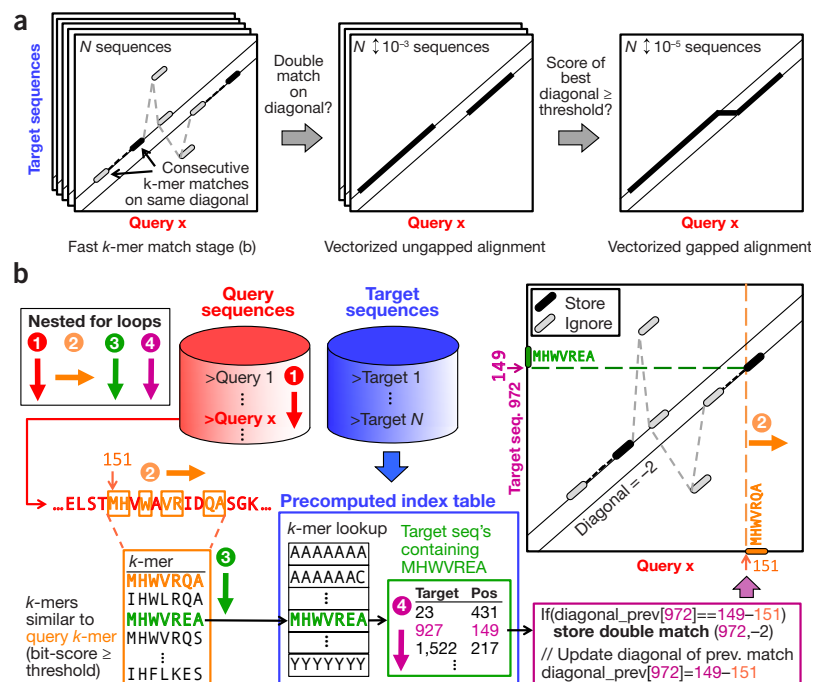 a
Target sequences
N sequences
Consecutive
k-mer matches
on same diagonal
Query x
Fast k-mer match stage (b)
Double
match
on
diagonal?
N ↕10⁻³ sequences
Query x
Vectorized ungapped alignment
Score of
best
diagonal ≥
threshold?
N ↕10⁻⁵ sequences
Query x
Vectorized gapped alignment
b
Nested for loops
1 2 3 4
Query
sequences
>Query 1
⋮
>Query x
⋮
1
Target
sequences
>Target 1
⋮
>Target N
151
2
…ELSTMHVWAVRIDQASGK…
k-mers
similar to
query k-mer
(bit-score ≥
threshold)
k-mer
MHWVRQA
IHWLRQA
MHWVREA
MHWVRQS
⋮
IHFLKES
3
Precomputed index table
k-mer lookup
AAAAAAA
AAAAAAC
⋮
MHWVREA
⋮
YYYYYYY
Target seq's
containing
MHWVREA
4
Target Pos
23 431
927 149
1,522 217
⋮
Store
Ignore
MHWVREA
149
Target seq. 972
Diagonal = −2
2
MHWVRQA
151
Query x
If(diagonal_prev[972]==149–151)
store double match (972,–2)
// Update diagonal of prev. match
diagonal_prev[972]=149–151